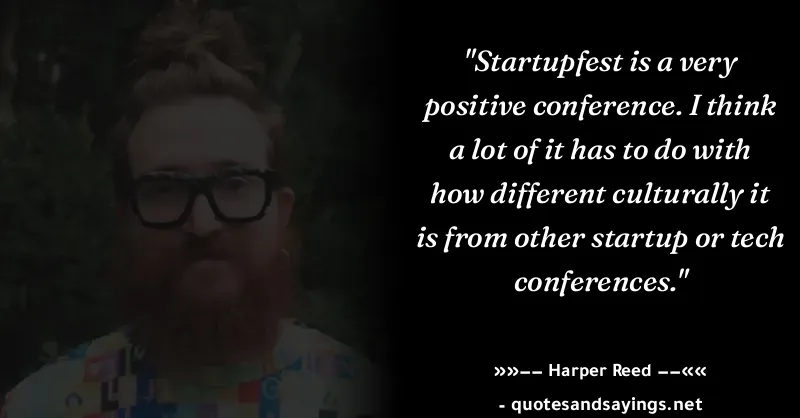 "Startupfest is a very
positive conference. I think
a lot of it has to do with
how different culturally it
is from other startup or tech
conferences."
»»−− Harper Reed −−««
- quotesandsayings.net